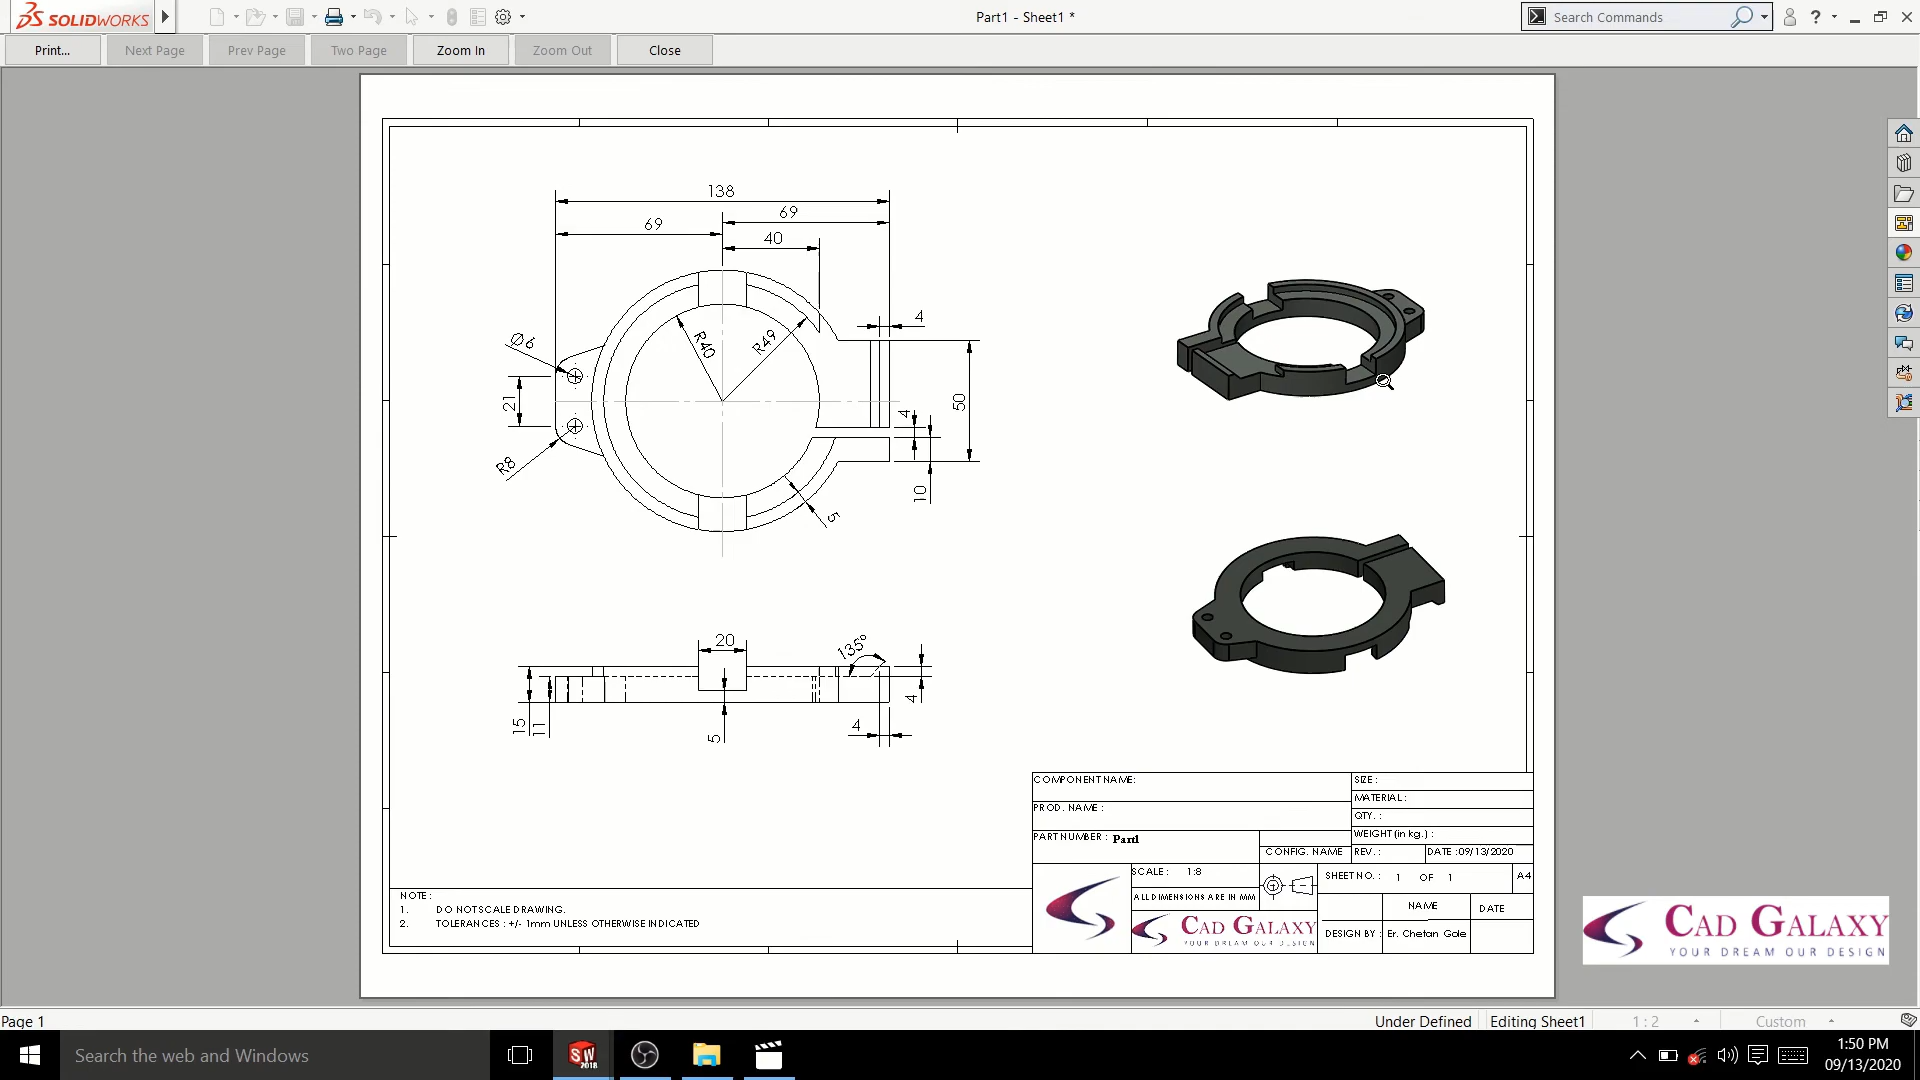 SOLIDWORKS
Part1 - Sheet1 *
Search Commands
?
Print...
Next Page
Prev Page
Two Page
Zoom In
Zoom Out
Close
138
69
69
40
4
Ø6
R40
R49
21
50
4
R8
10
5
20
135°
15
11
4
4
5
COMPONENT NAME:
SIZE :
MATERIAL :
PROD. NAME :
QTY. :
PART NUMBER : Part1
WEIGHT (in kg.) :
CONFIG. NAME
REV. :
DATE :09/13/2020
SCALE : 1:8
SHEET NO. : 1 OF 1
A4
ALL DIMENSIONS ARE IN MM
NAME
DATE
CAD GALAXY
YOUR DREAM OUR DESIGN
DESIGN BY : Er. Chetan Gole
NOTE :
1. DO NOT SCALE DRAWING.
2. TOLERANCES : +/- 1mm UNLESS OTHERWISE INDICATED
CAD GALAXY
YOUR DREAM OUR DESIGN
Page 1
Under Defined
Editing Sheet1
1 : 2
Custom
Search the web and Windows
SW
2018
1:50 PM
09/13/2020